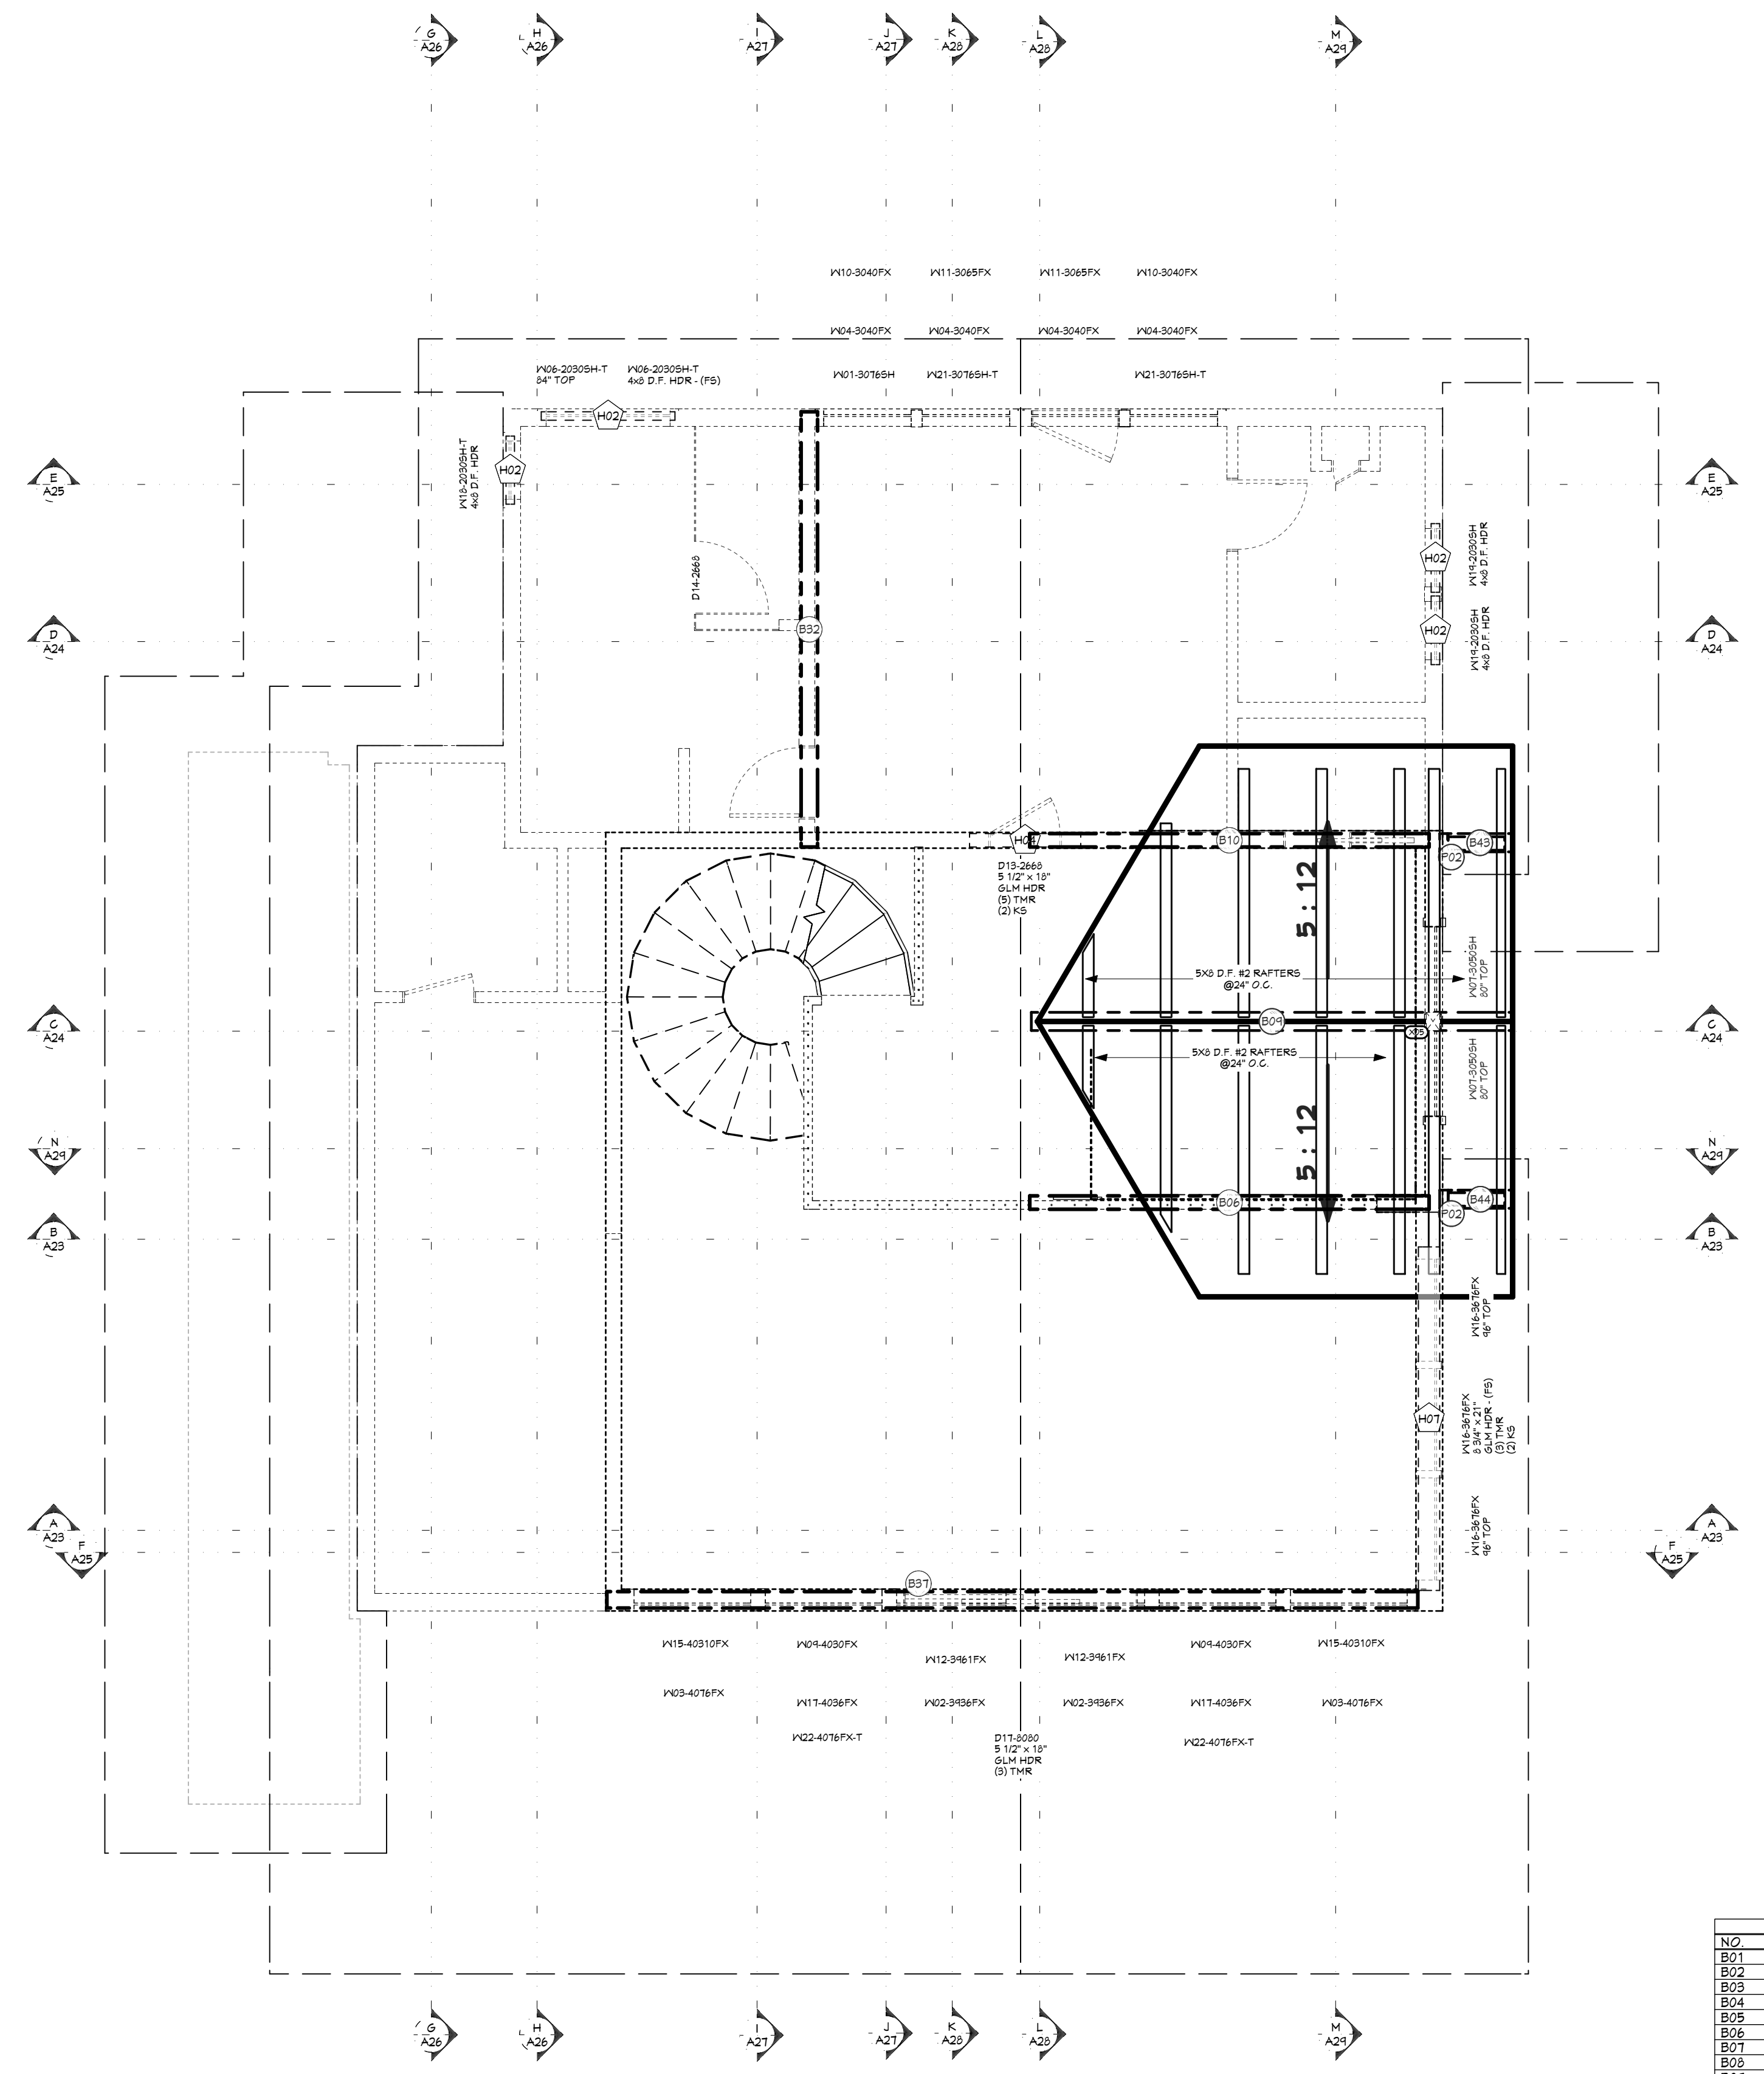 G
A26
H
A26
I
A27
J
A27
K
A28
L
A28
M
A29
W10-3040FX
W11-3065FX
W11-3065FX
W10-3040FX
W04-3040FX
W04-3040FX
W04-3040FX
W04-3040FX
W06-2030SH-T
84" TOP
W06-2030SH-T
4x8 D.F. HDR - (FS)
W01-3076SH
W21-3076SH-T
W21-3076SH-T
H02
W18-2030SH-T
4x8 D.F. HDR
H02
E
A25
E
A25
H02
W19-2030SH
4x8 D.F. HDR
D14-2668
B32
H02
W19-2030SH
4x8 D.F. HDR
D
A24
D
A24
H04
B10
B43
P02
D13-2668
5 1/2" x 18"
GLM HDR
(5) TMR
(2) KS
5:12
5X8 D.F. #2 RAFTERS
@24" O.C.
W07-3050SH
80" TOP
C
A24
B09
X05
C
A24
5X8 D.F. #2 RAFTERS
@24" O.C.
W07-3050SH
80" TOP
5:12
N
A29
N
A29
B06
B44
P02
B
A23
B
A23
W16-3676FX
96" TOP
H07
W16-3676FX
8 3/4" x 21"
GLM HDR - (FS)
(3) TMR
(2) KS
W16-3676FX
96" TOP
A
A23
F
A25
A
A23
F
A25
B37
W15-40310FX
W09-4030FX
W12-3961FX
W12-3961FX
W09-4030FX
W15-40310FX
W03-4076FX
W17-4036FX
W02-3936FX
W02-3936FX
W17-4036FX
W03-4076FX
W22-4076FX-T
D17-8080
5 1/2" x 18"
GLM HDR
(3) TMR
W22-4076FX-T
NO.
B01
B02
B03
B04
B05
B06
B07
B08
G
A26
H
A26
I
A27
J
A27
K
A28
L
A28
M
A29